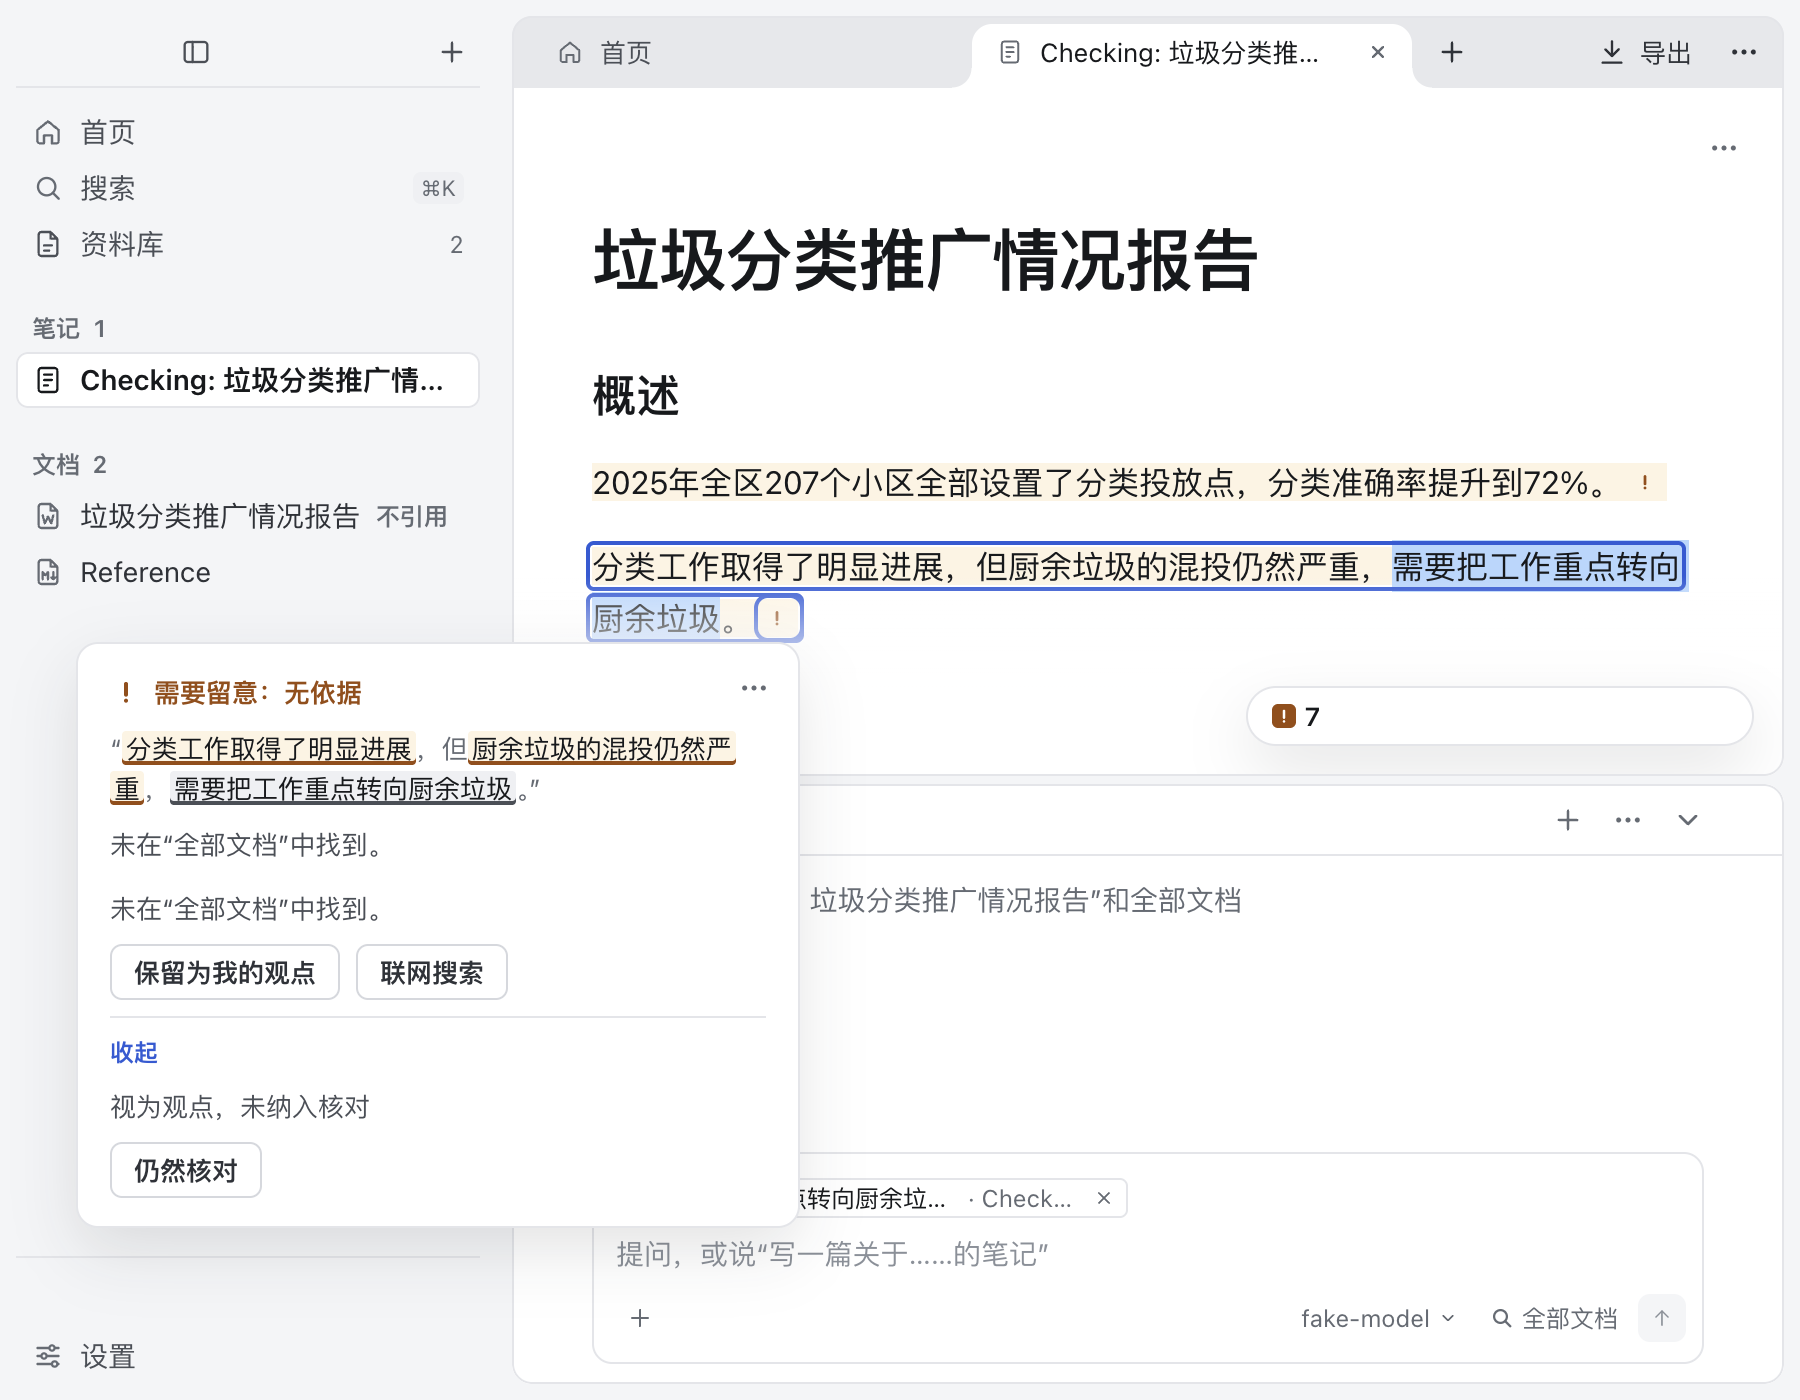 首页
搜索 ⌘K
资料库 2
笔记 1
Checking: 垃圾分类推广情...
文档 2
垃圾分类推广情况报告 不引用
Reference
设置
首页
Checking: 垃圾分类推...
导出
垃圾分类推广情况报告
概述
2025年全区207个小区全部设置了分类投放点，分类准确率提升到72%。 !
分类工作取得了明显进展，但厨余垃圾的混投仍然严重，需要把工作重点转向
厨余垃圾。 !
! 7
! 需要留意：无依据
“分类工作取得了明显进展，但厨余垃圾的混投仍然严
重，需要把工作重点转向厨余垃圾。”
未在“全部文档”中找到。
未在“全部文档”中找到。
保留为我的观点 联网搜索
收起
视为观点，未纳入核对
仍然核对
垃圾分类推广情况报告”和全部文档
转向厨余垃... · Check...
提问，或说“写一篇关于……的笔记”
fake-model 全部文档